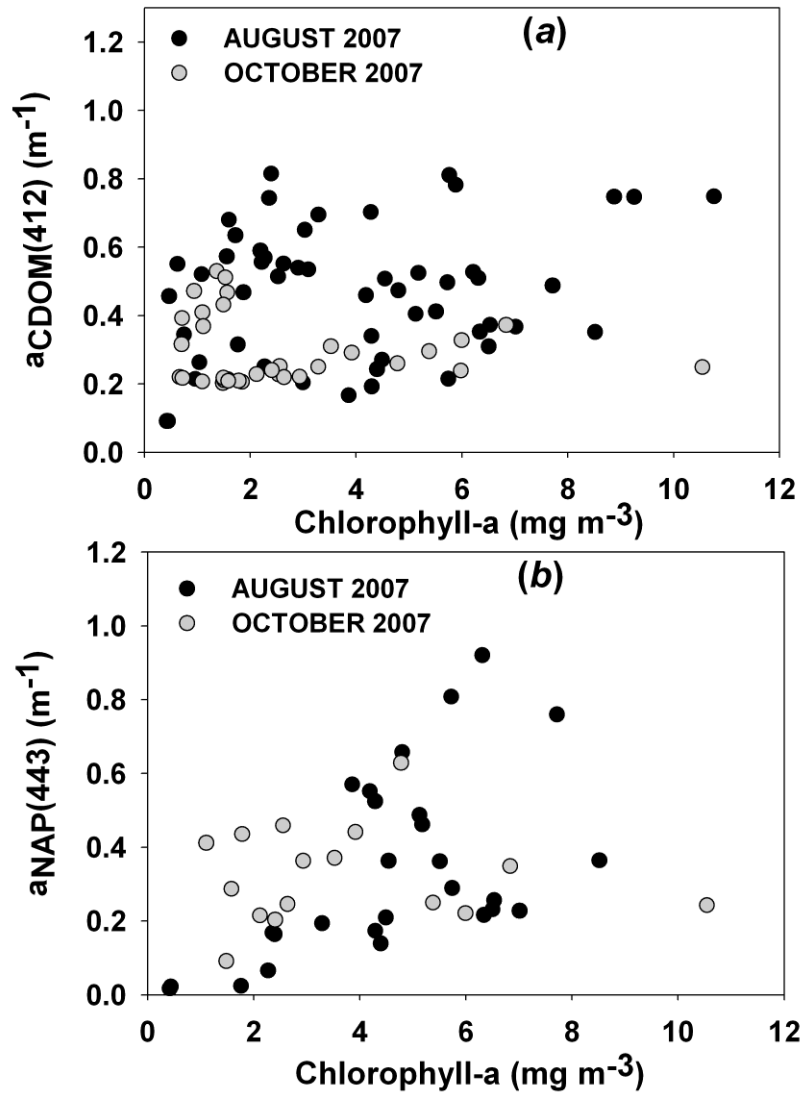 (a)
AUGUST 2007
OCTOBER 2007
1.2
1.0
0.8
0.6
0.4
0.2
0.0
aCDOM(412) (m-1)
0 2 4 6 8 10 12
Chlorophyll-a (mg m-3)
(b)
AUGUST 2007
OCTOBER 2007
1.2
1.0
0.8
0.6
0.4
0.2
0.0
aNAP(443) (m-1)
0 2 4 6 8 10 12
Chlorophyll-a (mg m-3)